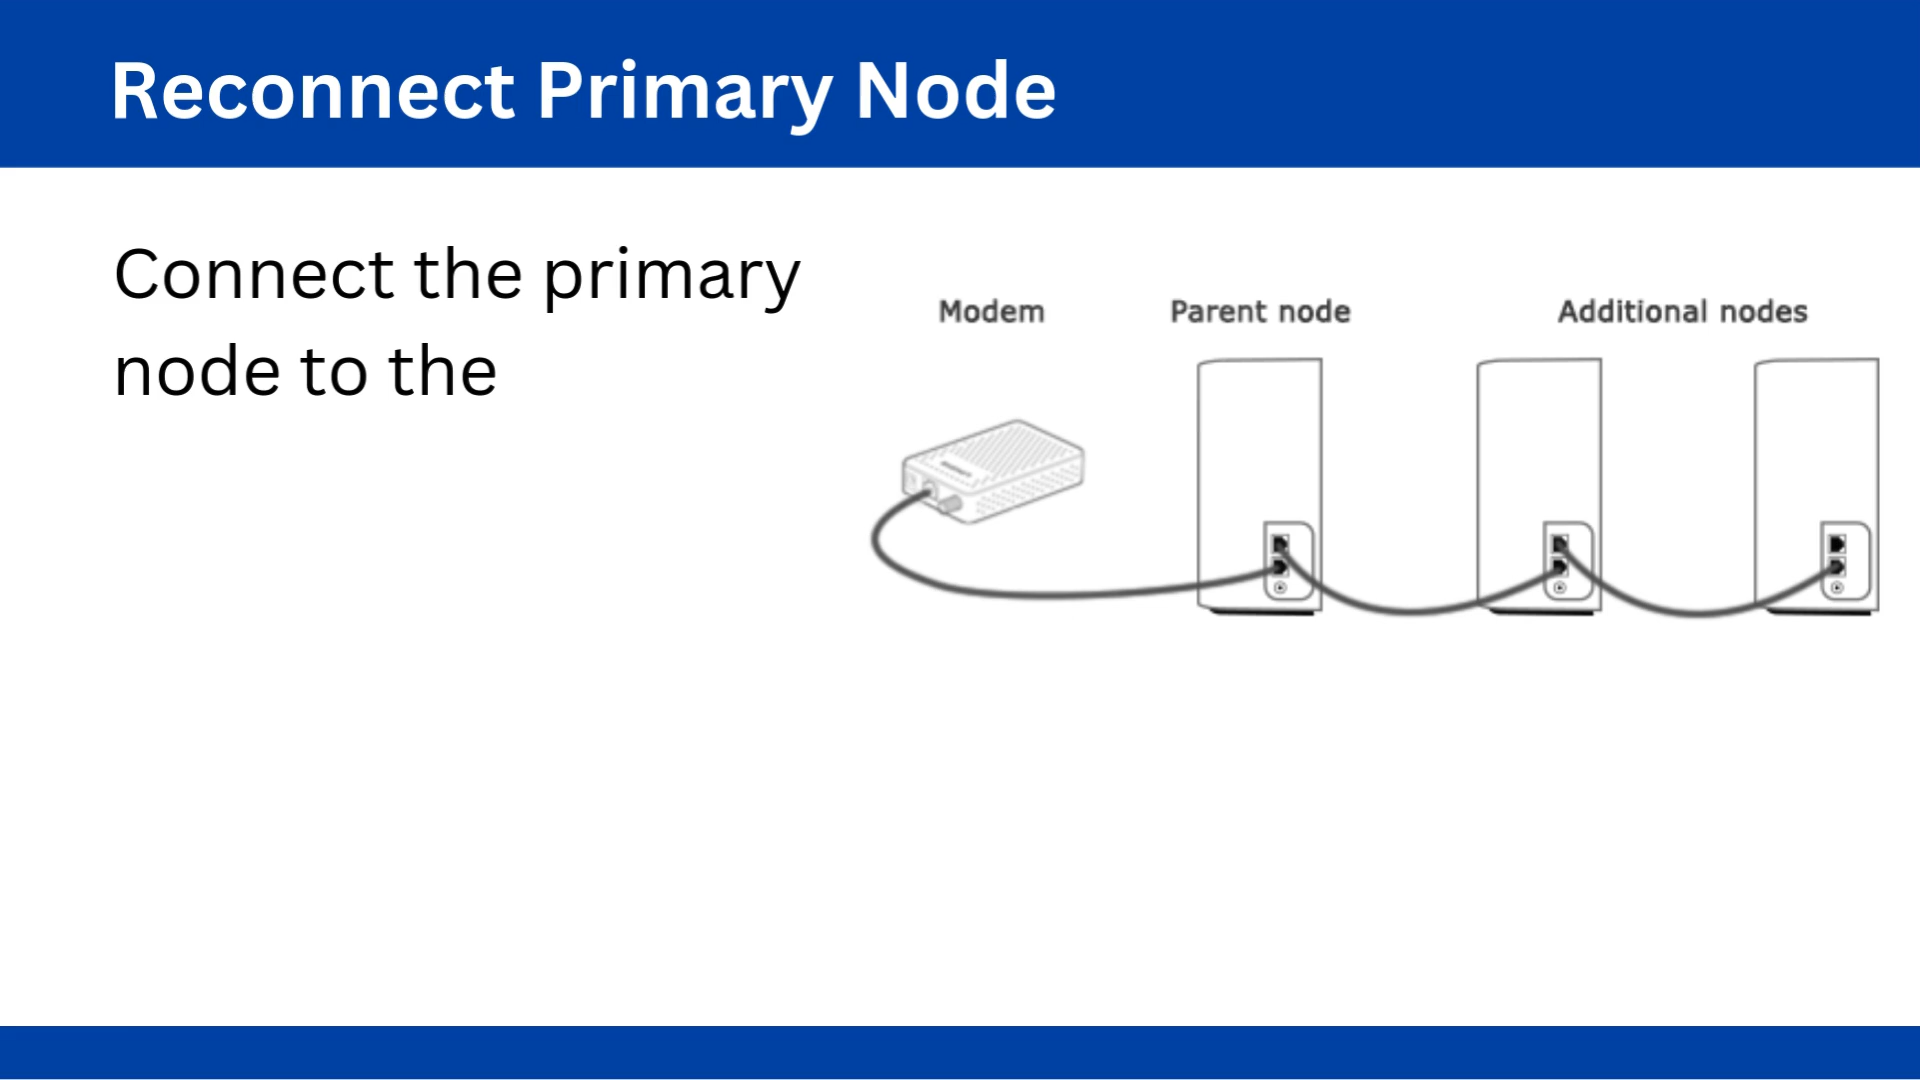 Reconnect Primary Node
Connect the primary
node to the
Modem
Parent node
Additional nodes